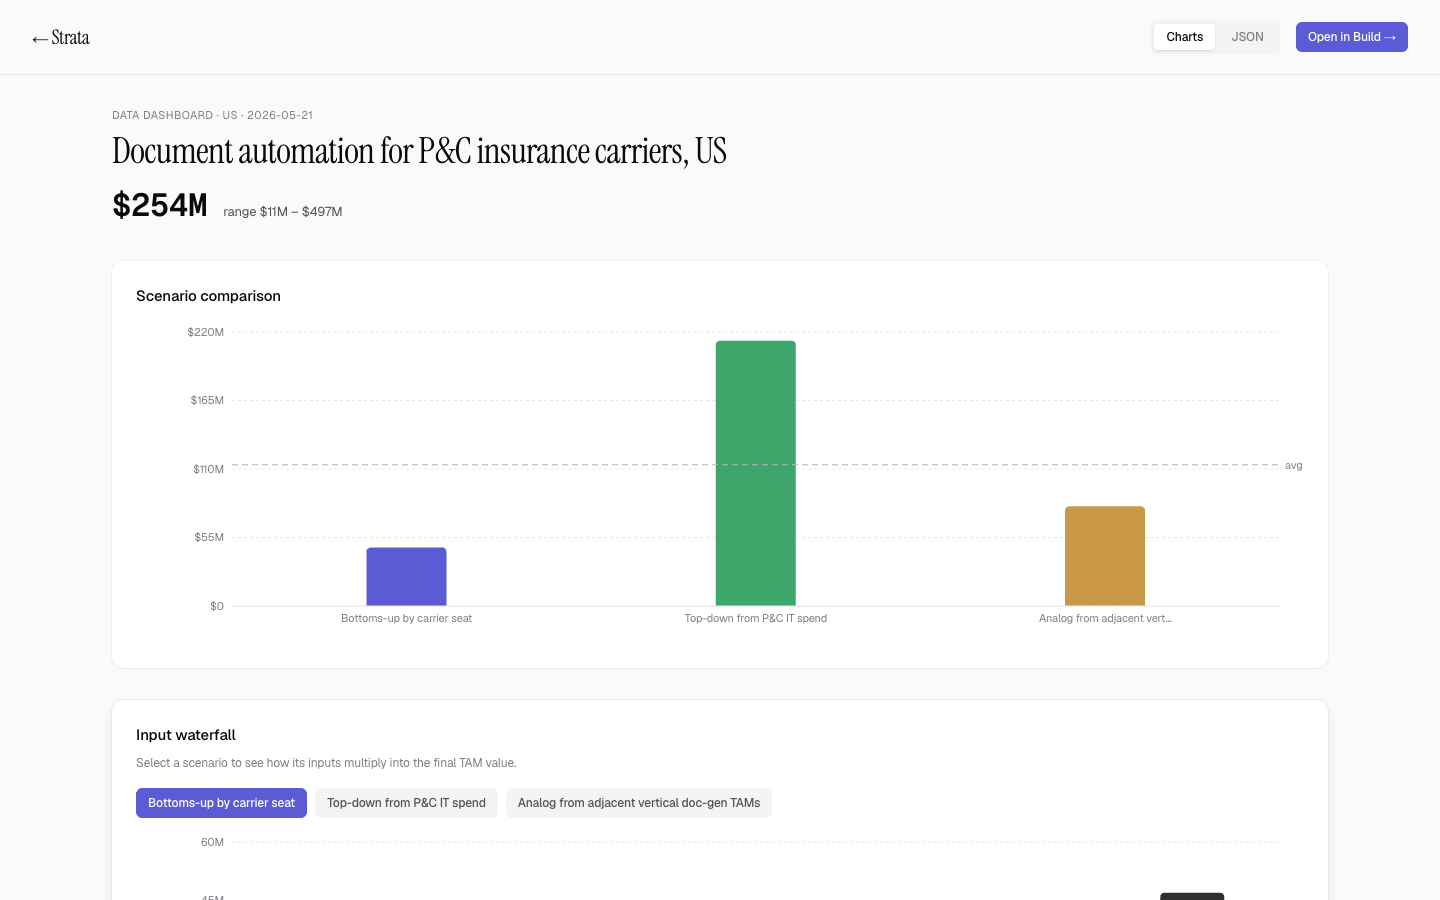 ← Strata
Charts
JSON
Open in Build →
DATA DASHBOARD · US · 2026-05-21
Document automation for P&C insurance carriers, US
$254M range $11M – $497M
Scenario comparison
$220M
$165M
$110M
avg
$55M
$0
Bottoms-up by carrier seat
Top-down from P&C IT spend
Analog from adjacent vert...
Input waterfall
Select a scenario to see how its inputs multiply into the final TAM value.
Bottoms-up by carrier seat
Top-down from P&C IT spend
Analog from adjacent vertical doc-gen TAMs
60M
45M